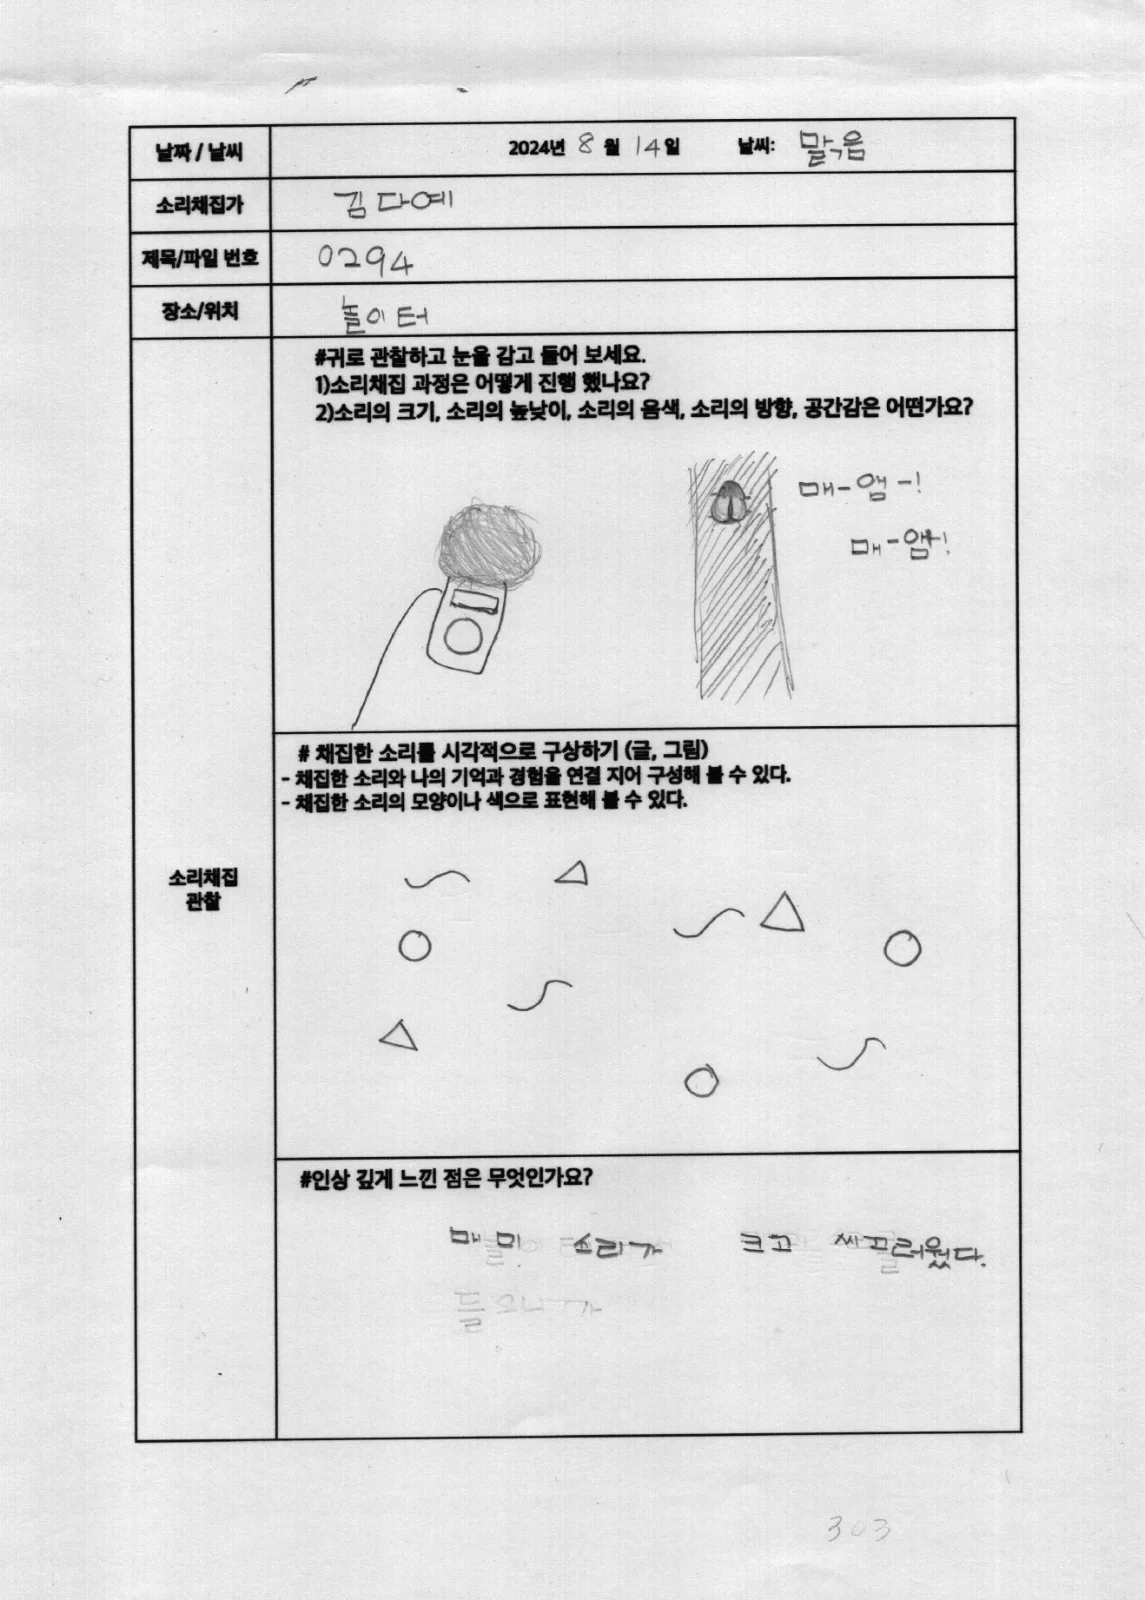 날짜 / 날씨 2024년 8월 14일 날씨: 맑음
소리채집가 김다예
제목/파일 번호 0294
장소/위치 놀이터
#귀로 관찰하고 눈을 감고 들어 보세요.
1)소리채집 과정은 어떻게 진행 했나요?
2)소리의 크기, 소리의 높낮이, 소리의 음색, 소리의 방향, 공간감은 어떤가요?
매-앰-!
매-앰-!
# 채집한 소리를 시각적으로 구상하기 (글, 그림)
- 채집한 소리와 나의 기억과 경험을 연결 지어 구성해 볼 수 있다.
- 채집한 소리의 모양이나 색으로 표현해 볼 수 있다.
소리채집
관찰
#인상 깊게 느낀 점은 무엇인가요?
매미 소리가 크고 씨끄러웠다.
303